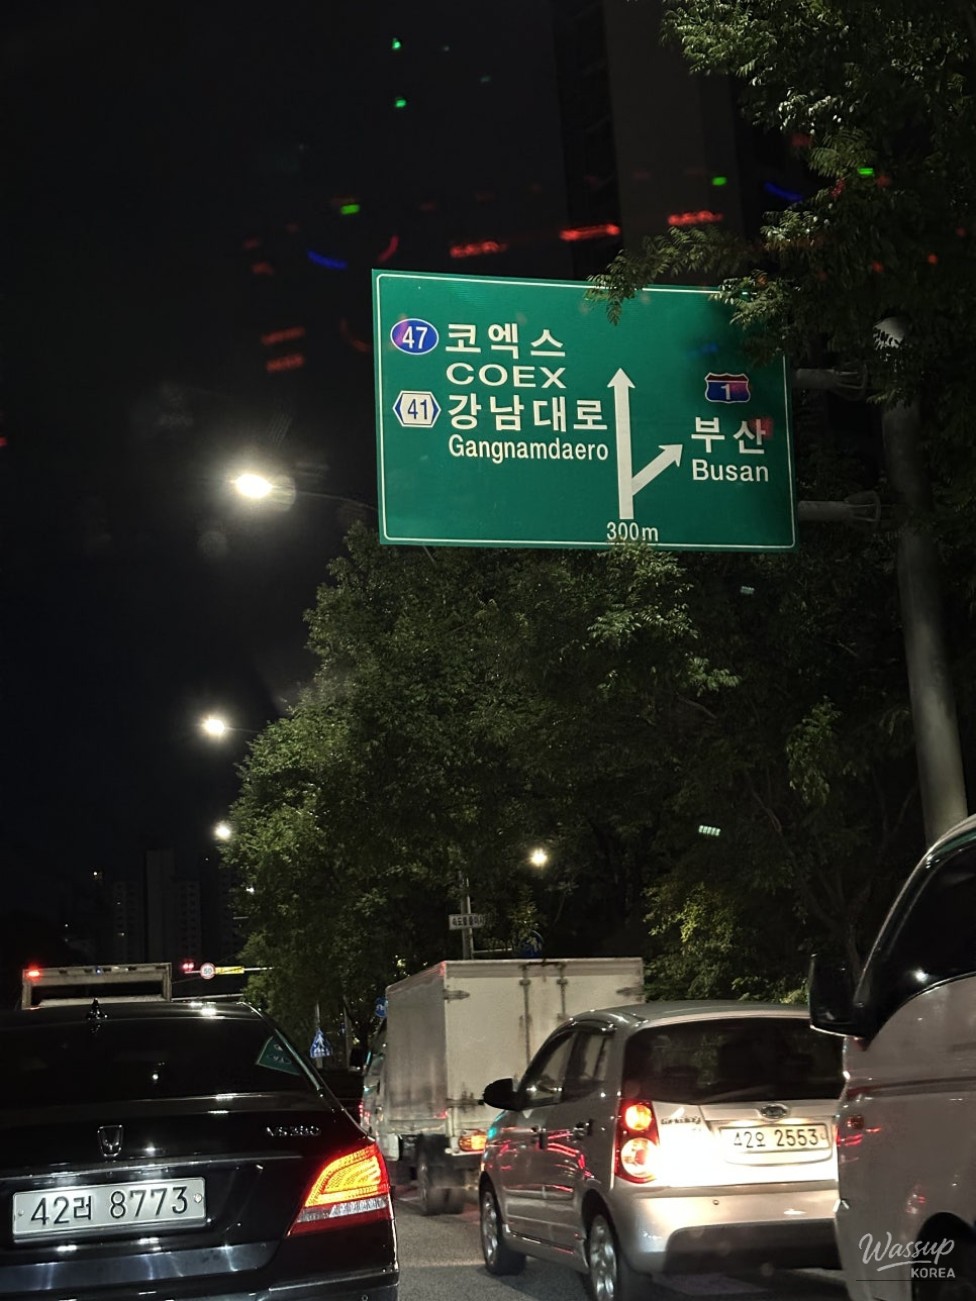 47 코엑스
COEX
41 강남대로
Gangnamdaero
1
부산
Busan
300m
VS380
42러 8773
42오 2553
Wassup
KOREA